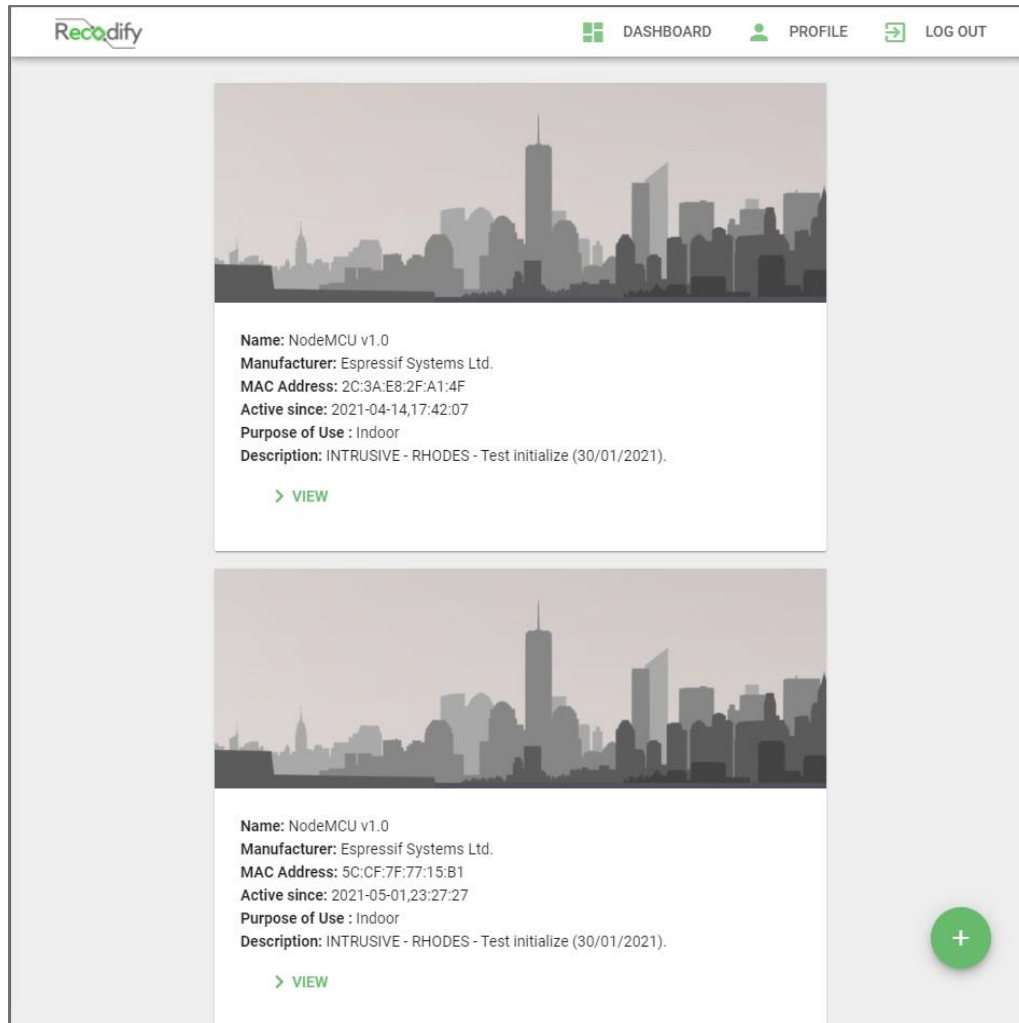 Recodify
DASHBOARD
PROFILE
LOG OUT
Name: NodeMCU v1.0
Manufacturer: Espressif Systems Ltd.
MAC Address: 2C:3A:E8:2F:A1:4F
Active since: 2021-04-14,17:42:07
Purpose of Use : Indoor
Description: INTRUSIVE - RHODES - Test initialize (30/01/2021).
VIEW
Name: NodeMCU v1.0
Manufacturer: Espressif Systems Ltd.
MAC Address: 5C:CF:7F:77:15:B1
Active since: 2021-05-01,23:27:27
Purpose of Use : Indoor
Description: INTRUSIVE - RHODES - Test initialize (30/01/2021).
+
VIEW